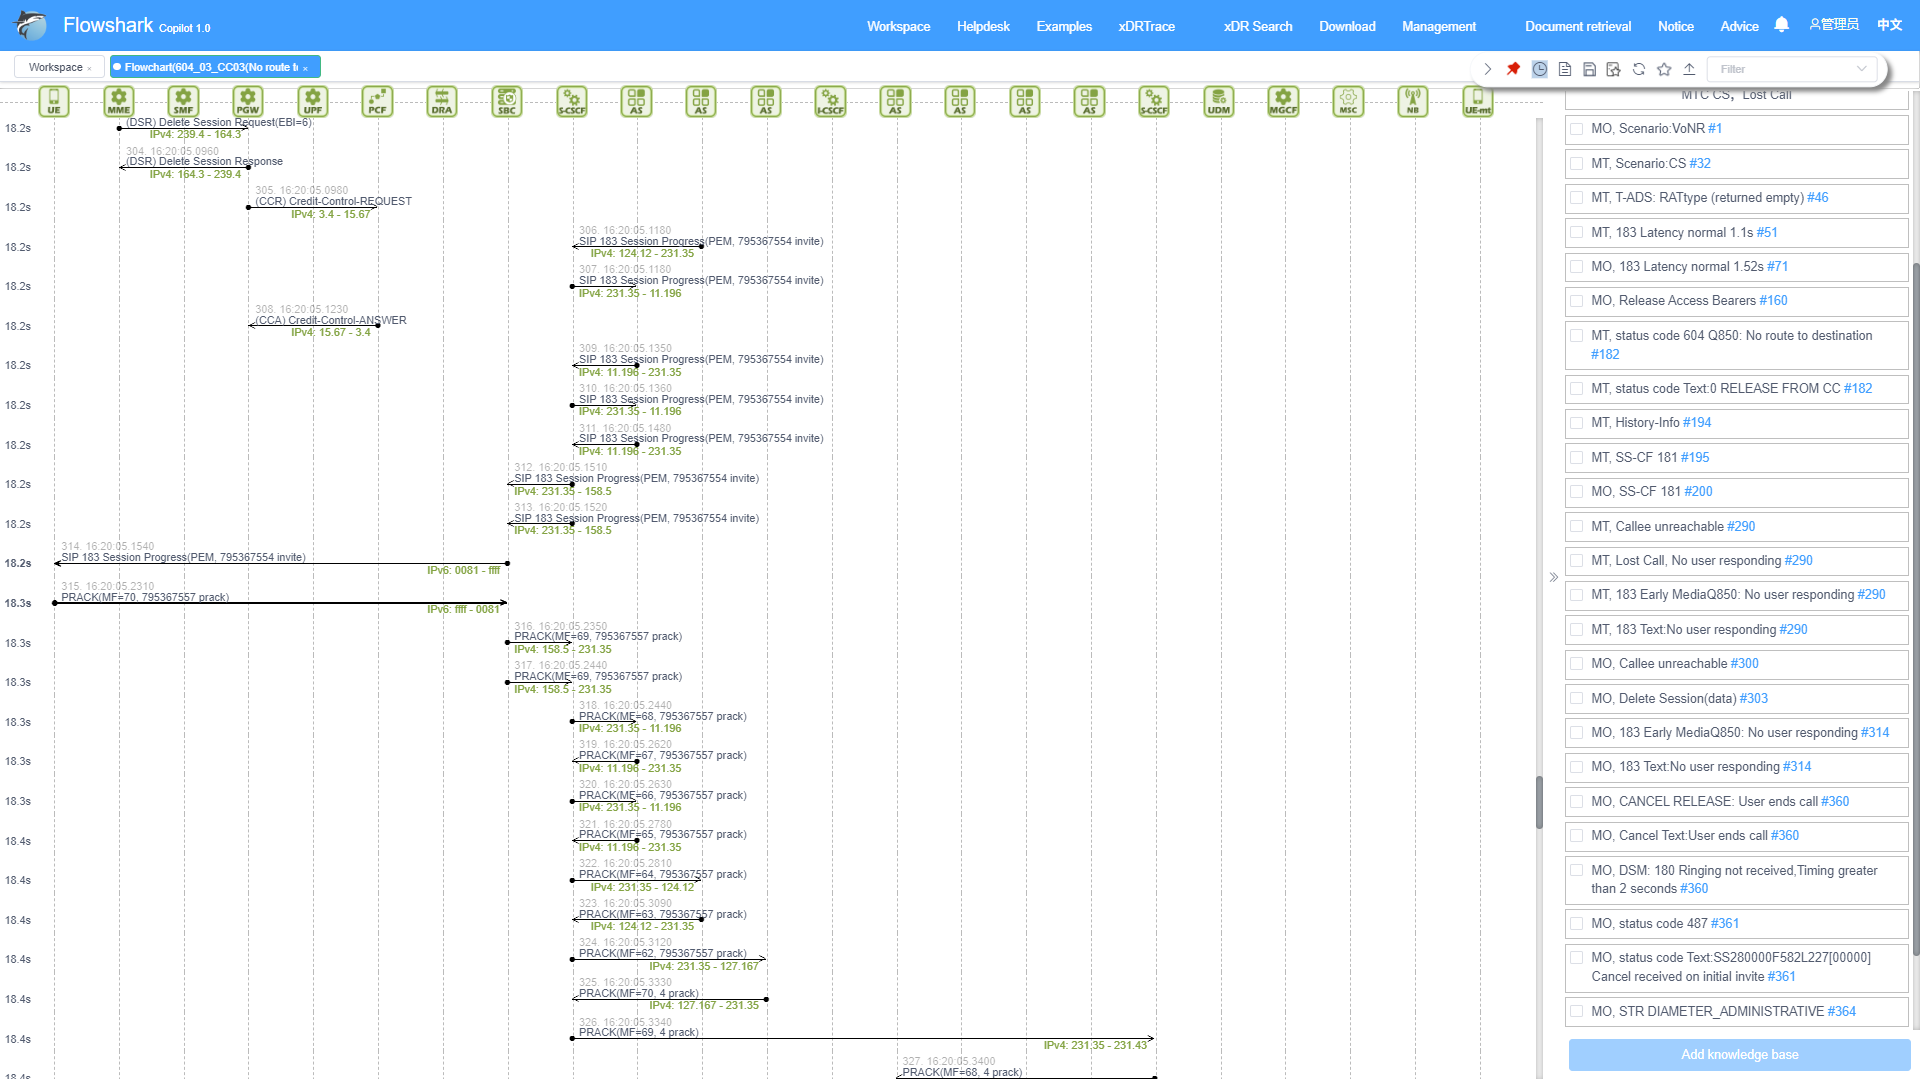 Flowshark Copilot 1.0
Workspace Helpdesk Examples xDRTrace xDR Search Download Management Document retrieval Notice Advice 管理员 中文
Workspace × Flowchart(604_03_CC03(No route t ×
Filter
UE MME SMF PGW UPF PCF DRA SBC S-CSCF AS AS AS I-CSCF AS AS AS AS S-CSCF UDM MGCF MSC NB UE-mt
18.2s (DSR) Delete Session Request(EBI=6)
IPv4: 239.4 - 164.3
304. 16:20:05.0960
18.2s (DSR) Delete Session Response
IPv4: 164.3 - 239.4
305. 16:20:05.0980
18.2s (CCR) Credit-Control-REQUEST
IPv4: 3.4 - 15.67
306. 16:20:05.1180
18.2s SIP 183 Session Progress(PEM, 795367554 invite)
IPv4: 124.12 - 231.35
307. 16:20:05.1180
18.2s SIP 183 Session Progress(PEM, 795367554 invite)
IPv4: 231.35 - 11.196
308. 16:20:05.1230
18.2s (CCA) Credit-Control-ANSWER
IPv4: 15.67 - 3.4
309. 16:20:05.1350
18.2s SIP 183 Session Progress(PEM, 795367554 invite)
IPv4: 11.196 - 231.35
310. 16:20:05.1360
18.2s SIP 183 Session Progress(PEM, 795367554 invite)
IPv4: 231.35 - 11.196
311. 16:20:05.1480
18.2s SIP 183 Session Progress(PEM, 795367554 invite)
IPv4: 11.196 - 231.35
312. 16:20:05.1510
18.2s SIP 183 Session Progress(PEM, 795367554 invite)
IPv4: 231.35 - 158.5
313. 16:20:05.1520
18.2s SIP 183 Session Progress(PEM, 795367554 invite)
IPv4: 231.35 - 158.5
314. 16:20:05.1540
18.2s SIP 183 Session Progress(PEM, 795367554 invite)
IPv6: 0081 - ffff
315. 16:20:05.2310
18.3s PRACK(MF=70, 795367557 prack)
IPv6: ffff - 0081
316. 16:20:05.2350
18.3s PRACK(MF=69, 795367557 prack)
IPv4: 158.5 - 231.35
317. 16:20:05.2440
18.3s PRACK(MF=69, 795367557 prack)
IPv4: 158.5 - 231.35
318. 16:20:05.2440
18.3s PRACK(MF=68, 795367557 prack)
IPv4: 231.35 - 11.196
319. 16:20:05.2620
18.3s PRACK(MF=67, 795367557 prack)
IPv4: 11.196 - 231.35
320. 16:20:05.2630
18.3s PRACK(MF=66, 795367557 prack)
IPv4: 231.35 - 11.196
321. 16:20:05.2780
18.4s PRACK(MF=65, 795367557 prack)
IPv4: 11.196 - 231.35
322. 16:20:05.2810
18.4s PRACK(MF=64, 795367557 prack)
IPv4: 231.35 - 124.12
323. 16:20:05.3090
18.4s PRACK(MF=63, 795367557 prack)
IPv4: 124.12 - 231.35
324. 16:20:05.3120
18.4s PRACK(MF=62, 795367557 prack)
IPv4: 231.35 - 127.167
325. 16:20:05.3330
18.4s PRACK(MF=70, 4 prack)
IPv4: 127.167 - 231.35
326. 16:20:05.3340
18.4s PRACK(MF=69, 4 prack)
IPv4: 231.35 - 231.43
327. 16:20:05.3400
18.4s PRACK(MF=68, 4 prack)
MTC CS, Lost Call
MO, Scenario:VoNR #1
MT, Scenario:CS #32
MT, T-ADS: RATtype (returned empty) #46
MT, 183 Latency normal 1.1s #51
MO, 183 Latency normal 1.52s #71
MO, Release Access Bearers #160
MT, status code 604 Q850: No route to destination
#182
MT, status code Text:0 RELEASE FROM CC #182
MT, History-Info #194
MT, SS-CF 181 #195
MO, SS-CF 181 #200
MT, Callee unreachable #290
MT, Lost Call, No user responding #290
MT, 183 Early MediaQ850: No user responding #290
MT, 183 Text:No user responding #290
MO, Callee unreachable #300
MO, Delete Session(data) #303
MO, 183 Early MediaQ850: No user responding #314
MO, 183 Text:No user responding #314
MO, CANCEL RELEASE: User ends call #360
MO, Cancel Text:User ends call #360
MO, DSM: 180 Ringing not received,Timing greater
than 2 seconds #360
MO, status code 487 #361
MO, status code Text:SS280000F582L227[00000]
Cancel received on initial invite #361
MO, STR DIAMETER_ADMINISTRATIVE #364
Add knowledge base